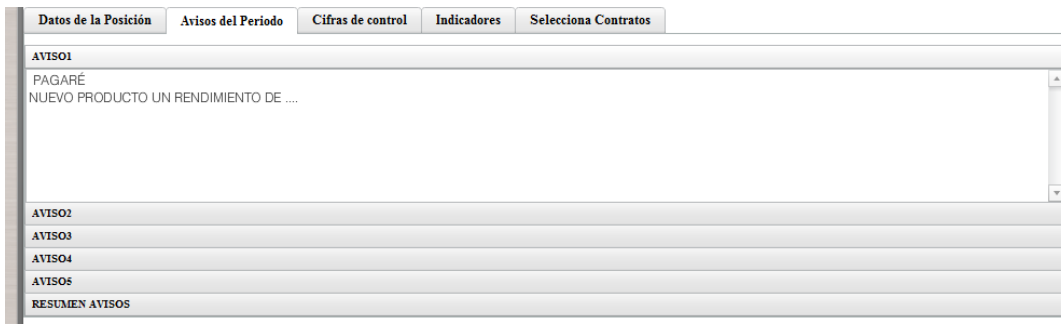 Datos de la Posición Avisos del Periodo Cifras de control Indicadores Selecciona Contratos
AVISO1
PAGARÉ
NUEVO PRODUCTO UN RENDIMIENTO DE ....
AVISO2
AVISO3
AVISO4
AVISO5
RESUMEN AVISOS